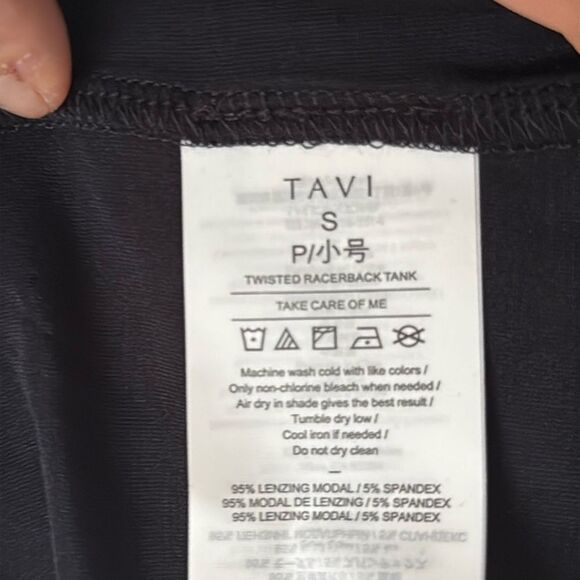 TAVI
S
P/小号
TWISTED RACERBACK TANK
TAKE CARE OF ME
Machine wash cold with like colors /
Only non-chlorine bleach when needed /
Air dry in shade gives the best result /
Tumble dry low /
Cool iron if needed /
Do not dry clean
95% LENZING MODAL / 5% SPANDEX
95% MODAL DE LENZING / 5% SPANDEX
95% LENZING MODAL / 5% SPANDEX